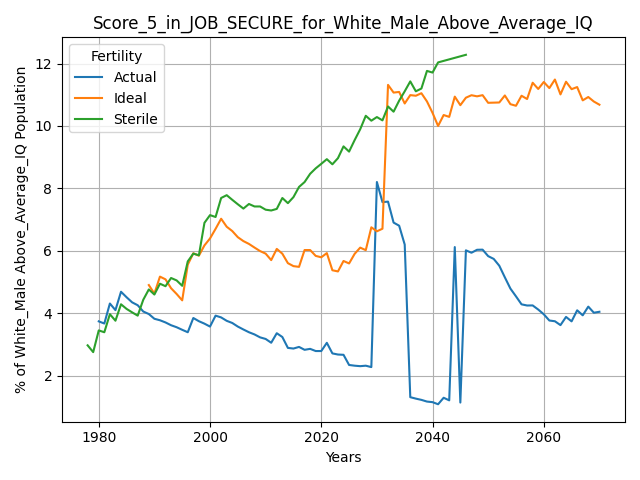 Score_5_in_JOB_SECURE_for_White_Male_Above_Average_IQ
Fertility
Actual
Ideal
Sterile
% of White_Male Above_Average_IQ Population
12
10
8
6
4
2
1980
2000
2020
2040
2060
Years